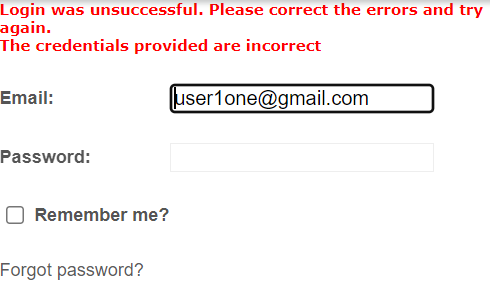 Login was unsuccessful. Please correct the errors and try
again.
The credentials provided are incorrect
Email: user1one@gmail.com
Password:
Remember me?
Forgot password?